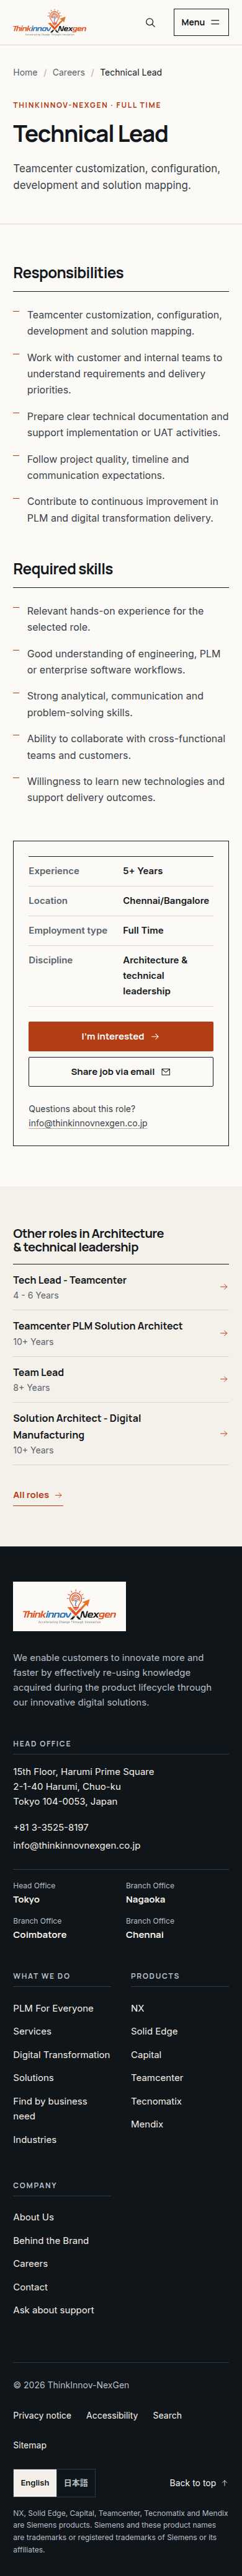 ThinkInnov Nexgen
Accelerating Change Through Innovation
Menu
Home / Careers / Technical Lead
THINKINNOV-NEXGEN · FULL TIME
Technical Lead
Teamcenter customization, configuration,
development and solution mapping.
Responsibilities
Teamcenter customization, configuration,
development and solution mapping.
Work with customer and internal teams to
understand requirements and delivery
priorities.
Prepare clear technical documentation and
support implementation or UAT activities.
Follow project quality, timeline and
communication expectations.
Contribute to continuous improvement in
PLM and digital transformation delivery.
Required skills
Relevant hands-on experience for the
selected role.
Good understanding of engineering, PLM
or enterprise software workflows.
Strong analytical, communication and
problem-solving skills.
Ability to collaborate with cross-functional
teams and customers.
Willingness to learn new technologies and
support delivery outcomes.
Experience 5+ Years
Location Chennai/Bangalore
Employment type Full Time
Discipline Architecture &
technical
leadership
I'm interested →
Share job via email
Questions about this role?
info@thinkinnovnexgen.co.jp
Other roles in Architecture
& technical leadership
Tech Lead - Teamcenter →
4 - 6 Years
Teamcenter PLM Solution Architect →
10+ Years
Team Lead →
8+ Years
Solution Architect - Digital
Manufacturing →
10+ Years
All roles →
ThinkInnov Nexgen
Accelerating Change Through Innovation
We enable customers to innovate more and
faster by effectively re-using knowledge
acquired during the product lifecycle through
our innovative digital solutions.
HEAD OFFICE
15th Floor, Harumi Prime Square
2-1-40 Harumi, Chuo-ku
Tokyo 104-0053, Japan
+81 3-3525-8197
info@thinkinnovnexgen.co.jp
Head Office
Tokyo
Branch Office
Nagaoka
Branch Office
Coimbatore
Branch Office
Chennai
WHAT WE DO
PLM For Everyone
Services
Digital Transformation
Solutions
Find by business
need
Industries
PRODUCTS
NX
Solid Edge
Capital
Teamcenter
Tecnomatix
Mendix
COMPANY
About Us
Behind the Brand
Careers
Contact
Ask about support
© 2026 ThinkInnov-NexGen
Privacy notice Accessibility Search
Sitemap
English 日本語
Back to top ↑
NX, Solid Edge, Capital, Teamcenter, Tecnomatix and Mendix
are Siemens products. Siemens and these product names
are trademarks or registered trademarks of Siemens or its
affiliates.